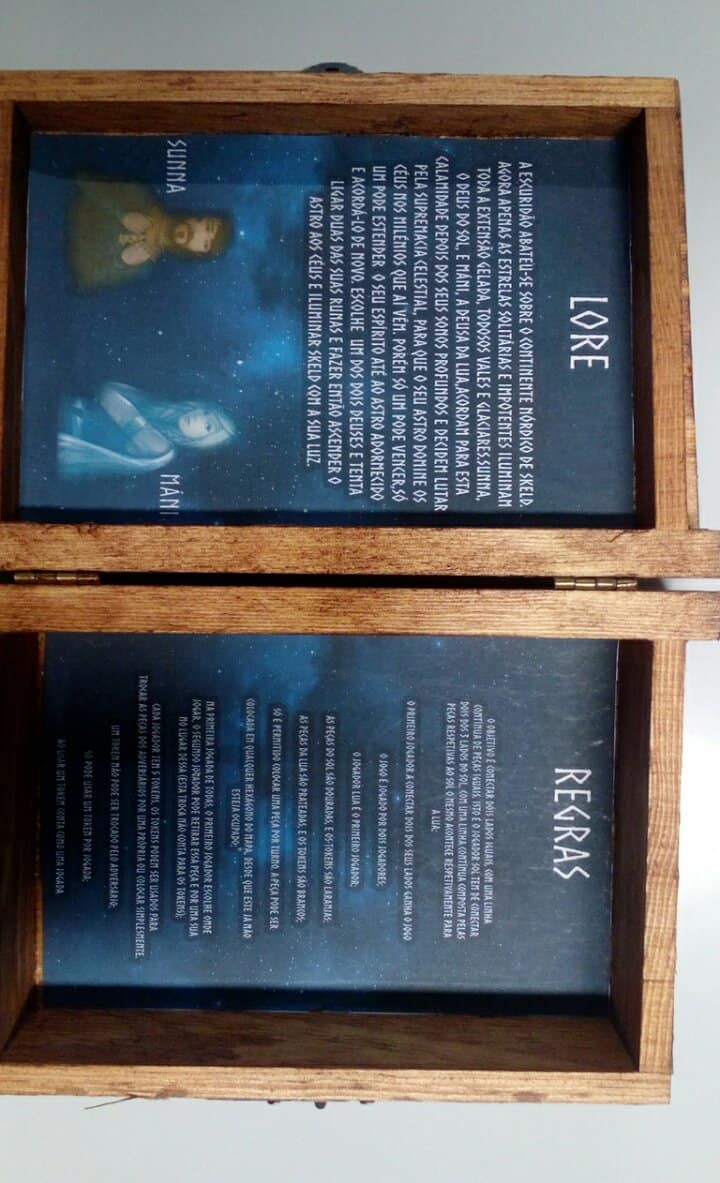 LORE
A ESCURIDÃO ABATEU-SE SOBRE O CONTINENTE NÓRDICO DE SKELD.
AGORA APENAS AS ESTRELAS SOLITÁRIAS E IMPOTENTES ILUMINAM
TODA A EXTENSÃO GELADA, TODOSOS VALES E GLACIARES.SUNNA,
O DEUS DO SOL, E MÁNI, A DEUSA DA LUA,ACORDAM PARA ESTA
CALAMIDADE DEPOIS DOS SEUS SONOS PROFUNDOS E DECIDEM LUTAR
PELA SUPREMACIA CELESTIAL, PARA QUE O SEU ASTRO DOMINE OS
CÉUS NOS MILÉNIOS QUE AÍ VÊM. PORÉM SÓ UM PODE VENCER,SÓ
UM PODE ESTENDER O SEU ESPÍRITO ATÉ AO ASTRO ADORMECIDO
E ACORDÁ-LO DE NOVO. ESCOLHE UM DOS DOIS DEUSES E TENTA
LIGAR DUAS DAS SUAS RUNAS E FAZER ENTÃO ASCENDER O
ASTRO AOS CÉUS E ILUMINAR SKELD COM A SUA LUZ.
SUNNA
MÁNI
REGRAS
O OBJETIVO É CONECTAR DOIS LADOS IGUAIS, COM UMA LINHA
CONTÍNUA DE PEÇAS IGUAIS, ISTO É O JOGADOR SOL TEM DE CONECTAR
DOIS DOS 3 LADOS DO SOL, COM UMA LINHA CONTÍNUA COMPOSTA PELAS
PEÇAS RESPETIVAS AO SOL. O MESMO ACONTECE RESPETIVAMENTE PARA
A LUA;
O PRIMEIRO JOGADOR A CONECTAR DOIS DOS SEUS LADOS GANHA O JOGO
O JOGO É JOGADO POR DOIS JOGADORES;
O JOGADOR LUA É O PRIMEIRO JOGADOR;
AS PEÇAS DO SOL SÃO DOURADAS, E OS TOKENS SÃO LARANJAS;
AS PEÇAS DA LUA SÃO PRATEADAS, E OS TOKENS SÃO BRANCOS;
SÓ É PERMITIDO COLOCAR UMA PEÇA POR TURNO. A PEÇA PODE SER
COLOCADA EM QUALQUER HEXÁGONO DO MAPA, DESDE QUE ESTE JÁ NÃO
ESTEJA OCUPADO;
NA PRIMEIRA JOGADA DE TODAS, O PRIMEIRO JOGADOR ESCOLHE ONDE
JOGAR, O SEGUNDO JOGADOR PODE RETIRAR ESSA PEÇA E PÔR UMA SUA
NO LUGAR DESSA (ESTA TROCA NÃO CONTA PARA OS TOKENS);
CADA JOGADOR TEM 5 TOKENS. OS TOKENS PODEM SER USADOS PARA
TROCAR AS PEÇAS DOS ADVERSÁRIOS POR UMA PRÓPRIA OU COLOCAR SIMPLESMENTE.
UM TOKEN NÃO PODE SER TROCADO PELO ADVERSÁRIO;
SÓ PODE USAR UM TOKEN POR JOGADA;
AO USAR UM TOKEN CONTA COMO UMA JOGADA